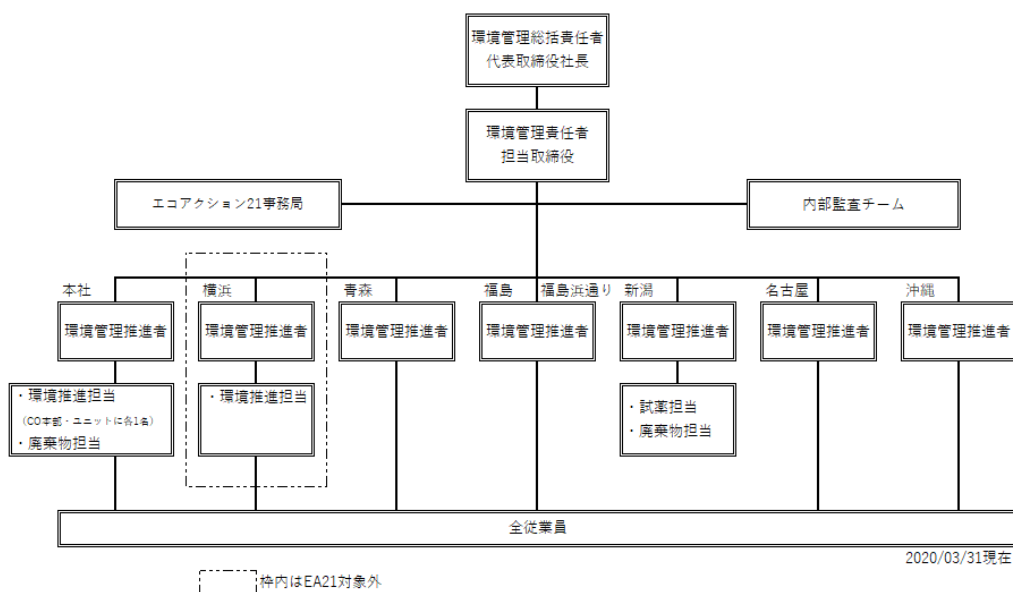 環境管理総括責任者
代表取締役社長
環境管理責任者
担当取締役
エコアクション21事務局
内部監査チーム
本社
横浜
青森
福島
福島浜通り
新潟
名古屋
沖縄
環境管理推進者
環境管理推進者
環境管理推進者
環境管理推進者
環境管理推進者
環境管理推進者
環境管理推進者
・環境推進担当
（CO本部・ユニットに各1名）
・廃棄物担当
・環境推進担当
・試薬担当
・廃棄物担当
全従業員
2020/03/31現在
枠内はEA21対象外